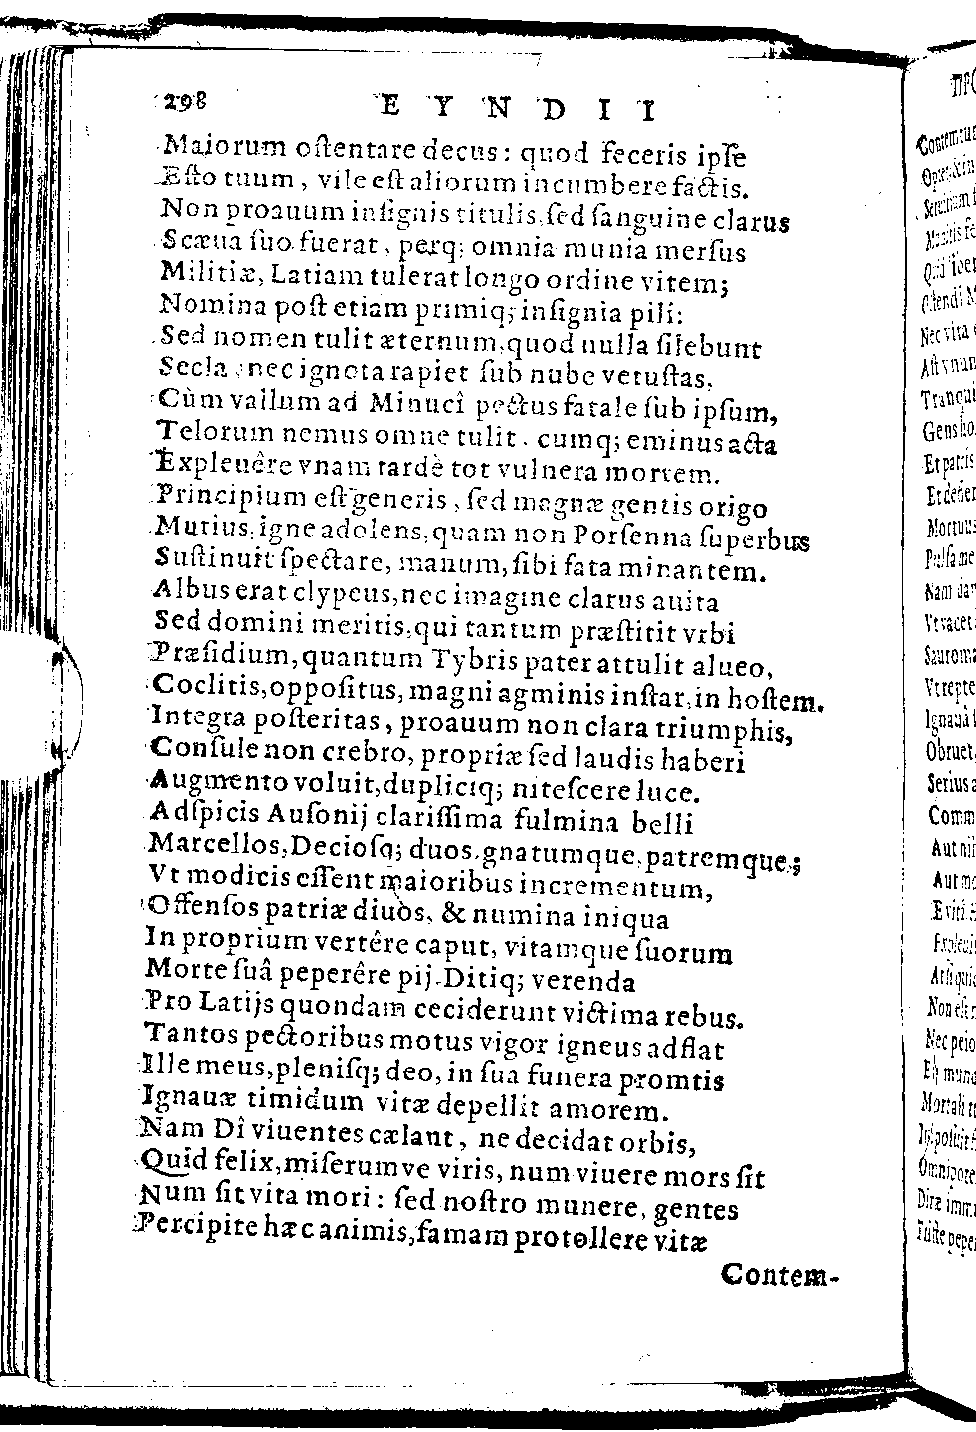 298 EYNDII
Maiorum oſtentare decus: quod feceris ipſe
Eſto tuum, vile eſt aliorum incumbere factis.
Non proauum inſignis titulis, ſed ſanguine clarus
Scæua ſuo fuerat, perq; omnia munia merſus
Militiæ, Latiam tulerat longo ordine vitem;
Nomina poſt etiam primiq; inſignia pili:
Sed nomen tulit æternum, quod nulla ſilebunt
Secla, nec ignota rapiet ſub nube vetuſtas,
Cùm vallum ad Minucî pectus fatale ſub ipſum,
Telorum nemus omne tulit, cumq; eminus acta
Expleuêre vnam tardè tot vulnera mortem.
Principium eſt generis, ſed magnæ gentis origo
Mutius, igne adolens, quam non Porſenna ſuperbus
Suſtinuit ſpectare, manum, ſibi fata minantem.
Albus erat clypeus, nec imagine clarus auita
Sed domini meritis, qui tantum præſtitit vrbi
Præſidium, quantum Tybris pater attulit alueo,
Coclitis, oppoſitus, magni agminis inſtar, in hoſtem.
Integra poſteritas, proauum non clara triumphis,
Conſule non crebro, propriæ ſed laudis haberi
Augmento voluit, dupliciq; niteſcere luce.
Adſpicis Auſonij clariſſima fulmina belli
Marcellos, Decioſq; duos, gnatumque, patremque;
Vt modicis eſſent maioribus incrementum,
Offenſos patriæ diuòs, & numina iniqua
In proprium vertêre caput, vitamque ſuorum
Morte ſuâ peperêre pij. Ditiq; verenda
Pro Latijs quondam ceciderunt victima rebus.
Tantos pectoribus motus vigor igneus adflat
Ille meus, pleniſq; deo, in ſua funera promtis
Ignauæ timidum vitæ depellit amorem.
Nam Dî viuentes cælant, ne decidat orbis,
Quid felix, miſerumve viris, num viuere mors ſit
Num ſit vita mori: ſed noſtro munere, gentes
Percipite hæc animis, famam protollere vitæ
Contem-